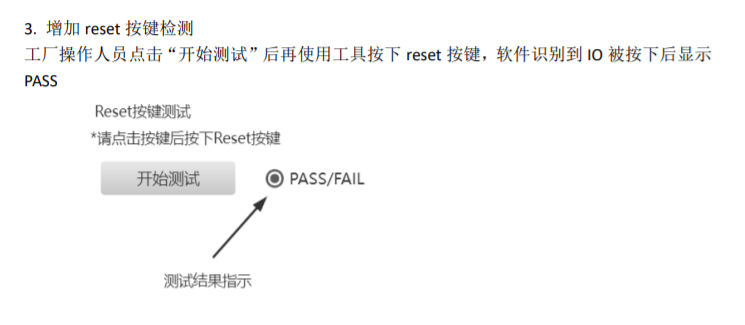 3. 增加 reset 按键检测
工厂操作人员点击“开始测试”后再使用工具按下 reset 按键，软件识别到 IO 被按下后显示
PASS
Reset按键测试
*请点击按键后按下Reset按键
开始测试
PASS/FAIL
测试结果指示